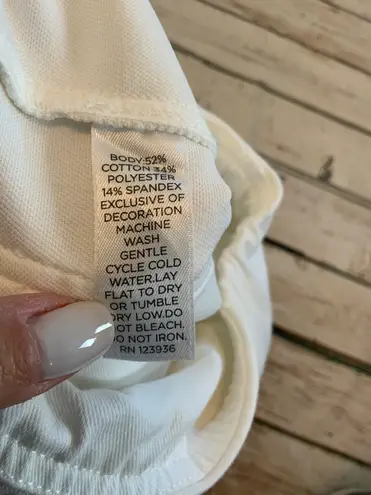 BODY: 52%
COTTON 34%
POLYESTER
14% SPANDEX
EXCLUSIVE OF
DECORATION
MACHINE
WASH
GENTLE
CYCLE COLD
WATER.LAY
FLAT TO DRY
OR TUMBLE
DRY LOW.DO
NOT BLEACH.
DO NOT IRON.
RN 123936